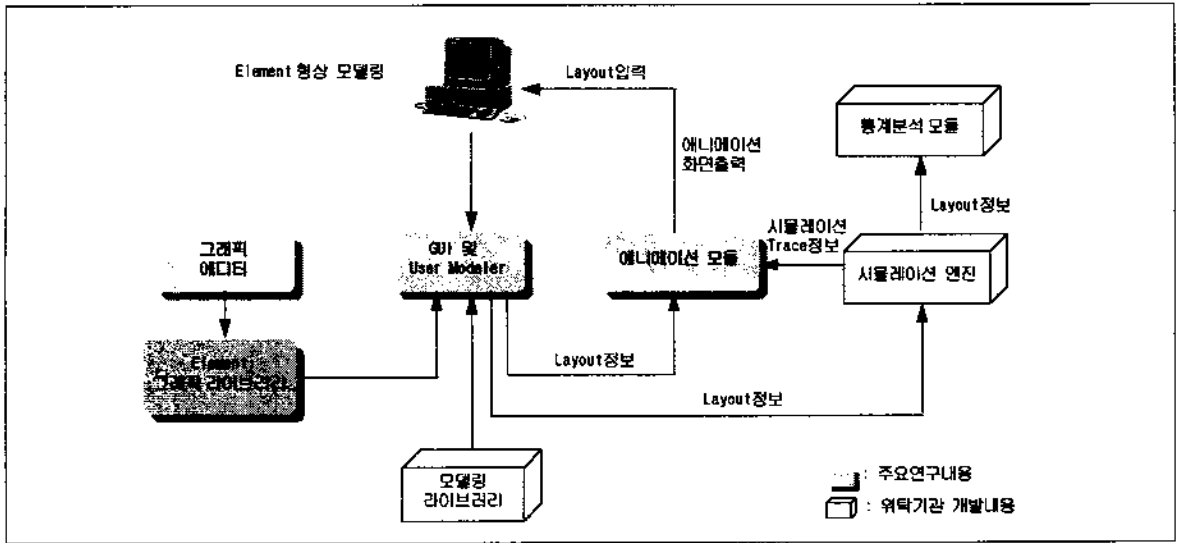 Element 형상 모델링
Layout입력
통계분석 모듈
애니메이션
화면출력
Layout정보
시뮬레이션
Trace정보
그래픽
에디터
GUI 및
User Modeler
애니메이션 모듈
시뮬레이션 엔진
Element
그래픽 라이브러리
Layout정보
Layout정보
모델링
라이브러리
: 주요연구내용
: 위탁기관 개발내용